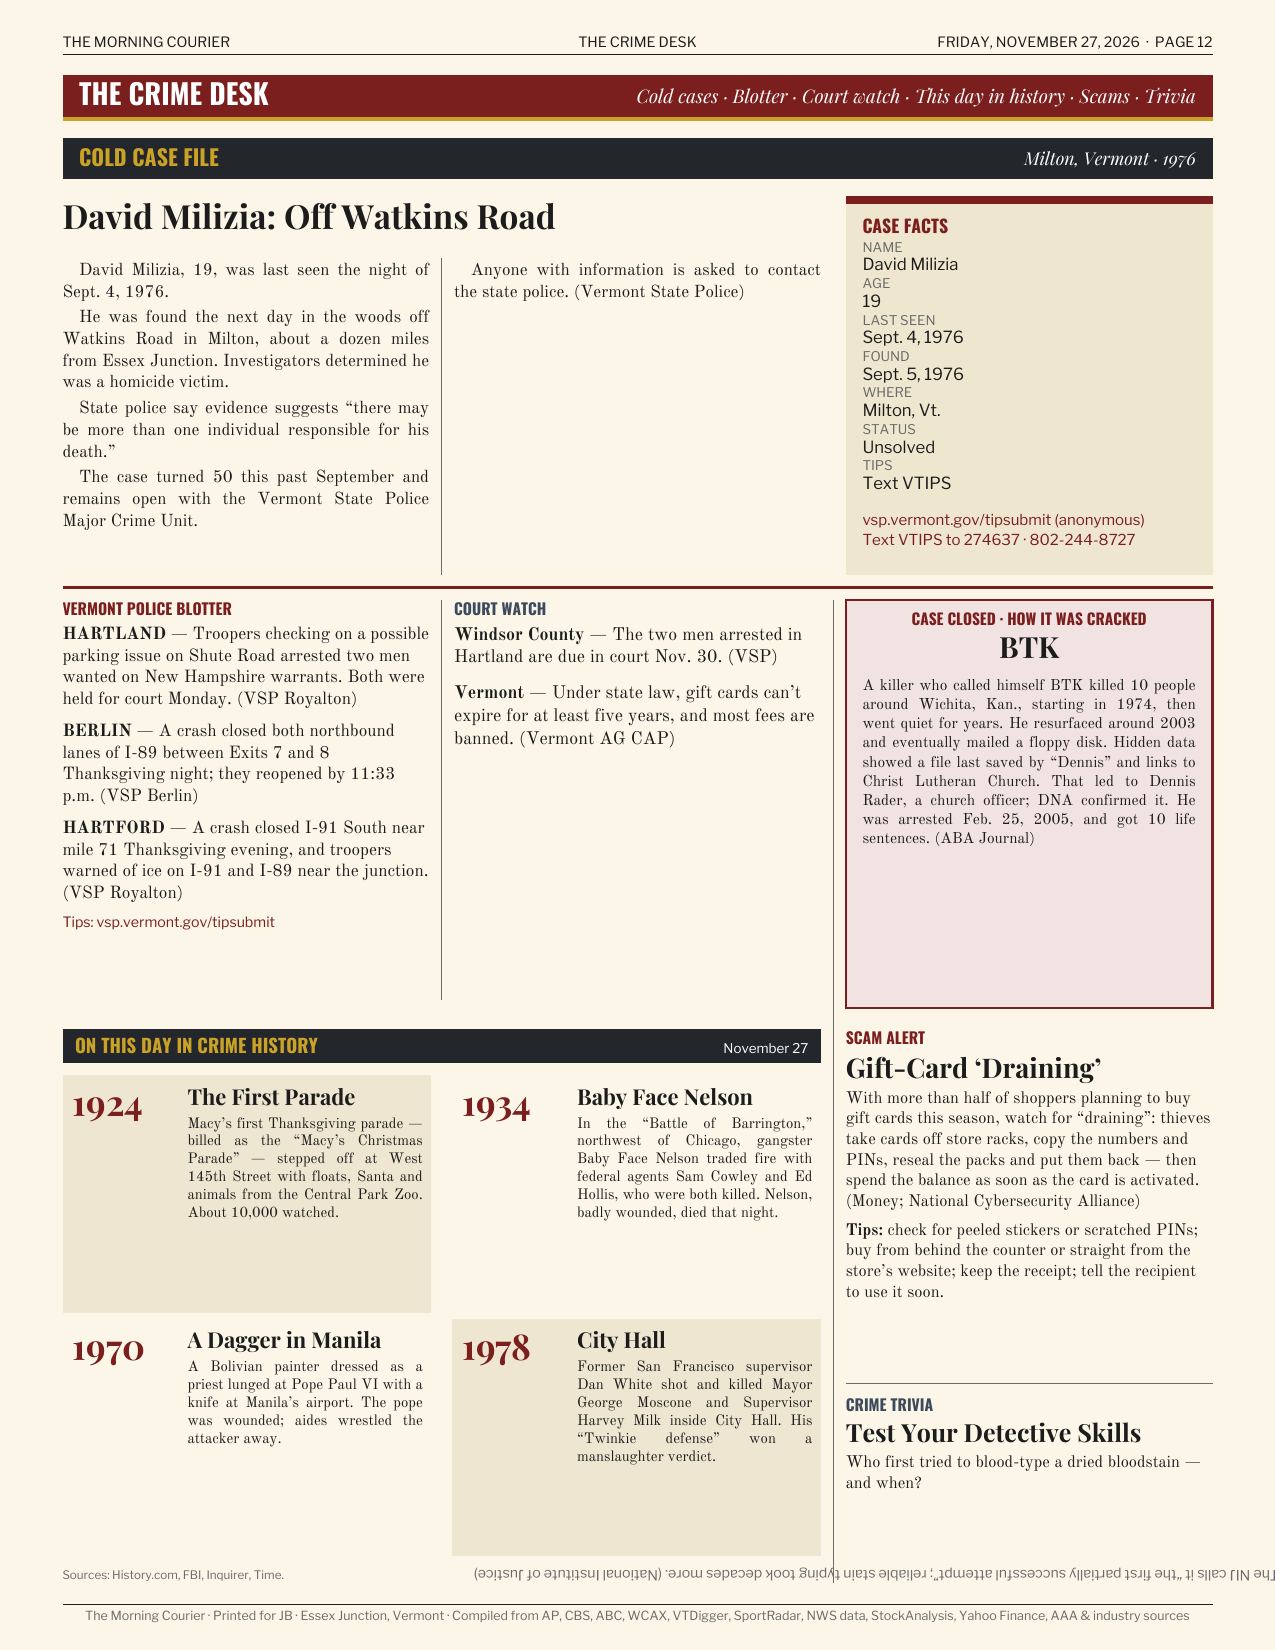 THE MORNING COURIER
THE CRIME DESK
FRIDAY, NOVEMBER 27, 2026 · PAGE 12
THE CRIME DESK
Cold cases · Blotter · Court watch · This day in history · Scams · Trivia
COLD CASE FILE
Milton, Vermont · 1976
David Milizia: Off Watkins Road
David Milizia, 19, was last seen the night of
Sept. 4, 1976.
He was found the next day in the woods off
Watkins Road in Milton, about a dozen miles
from Essex Junction. Investigators determined he
was a homicide victim.
State police say evidence suggests “there may
be more than one individual responsible for his
death.”
The case turned 50 this past September and
remains open with the Vermont State Police
Major Crime Unit.
Anyone with information is asked to contact
the state police. (Vermont State Police)
CASE FACTS
NAME
David Milizia
AGE
19
LAST SEEN
Sept. 4, 1976
FOUND
Sept. 5, 1976
WHERE
Milton, Vt.
STATUS
Unsolved
TIPS
Text VTIPS
vsp.vermont.gov/tipsubmit (anonymous)
Text VTIPS to 274637 · 802-244-8727
VERMONT POLICE BLOTTER
HARTLAND — Troopers checking on a possible
parking issue on Shute Road arrested two men
wanted on New Hampshire warrants. Both were
held for court Monday. (VSP Royalton)
BERLIN — A crash closed both northbound
lanes of I-89 between Exits 7 and 8
Thanksgiving night; they reopened by 11:33
p.m. (VSP Berlin)
HARTFORD — A crash closed I-91 South near
mile 71 Thanksgiving evening, and troopers
warned of ice on I-91 and I-89 near the junction.
(VSP Royalton)
Tips: vsp.vermont.gov/tipsubmit
COURT WATCH
Windsor County — The two men arrested in
Hartland are due in court Nov. 30. (VSP)
Vermont — Under state law, gift cards can’t
expire for at least five years, and most fees are
banned. (Vermont AG CAP)
CASE CLOSED · HOW IT WAS CRACKED
BTK
A killer who called himself BTK killed 10 people
around Wichita, Kan., starting in 1974, then
went quiet for years. He resurfaced around 2003
and eventually mailed a floppy disk. Hidden data
showed a file last saved by “Dennis” and links to
Christ Lutheran Church. That led to Dennis
Rader, a church officer; DNA confirmed it. He
was arrested Feb. 25, 2005, and got 10 life
sentences. (ABA Journal)
ON THIS DAY IN CRIME HISTORY
November 27
1924
The First Parade
Macy’s first Thanksgiving parade —
billed as the “Macy’s Christmas
Parade” — stepped off at West
145th Street with floats, Santa and
animals from the Central Park Zoo.
About 10,000 watched.
1934
Baby Face Nelson
In the “Battle of Barrington,”
northwest of Chicago, gangster
Baby Face Nelson traded fire with
federal agents Sam Cowley and Ed
Hollis, who were both killed. Nelson,
badly wounded, died that night.
1970
A Dagger in Manila
A Bolivian painter dressed as a
priest lunged at Pope Paul VI with a
knife at Manila’s airport. The pope
was wounded; aides wrestled the
attacker away.
1978
City Hall
Former San Francisco supervisor
Dan White shot and killed Mayor
George Moscone and Supervisor
Harvey Milk inside City Hall. His
“Twinkie defense” won a
manslaughter verdict.
Sources: History.com, FBI, Inquirer, Time.
SCAM ALERT
Gift-Card ‘Draining’
With more than half of shoppers planning to buy
gift cards this season, watch for “draining”: thieves
take cards off store racks, copy the numbers and
PINs, reseal the packs and put them back — then
spend the balance as soon as the card is activated.
(Money; National Cybersecurity Alliance)
Tips: check for peeled stickers or scratched PINs;
buy from behind the counter or straight from the
store’s website; keep the receipt; tell the recipient
to use it soon.
CRIME TRIVIA
Test Your Detective Skills
Who first tried to blood-type a dried bloodstain —
and when?
The NIJ calls it “the first partially successful attempt”; reliable stain typing took decades more. (National Institute of Justice)
The Morning Courier · Printed for JB · Essex Junction, Vermont · Compiled from AP, CBS, ABC, WCAX, VTDigger, SportRadar, NWS data, StockAnalysis, Yahoo Finance, AAA & industry sources